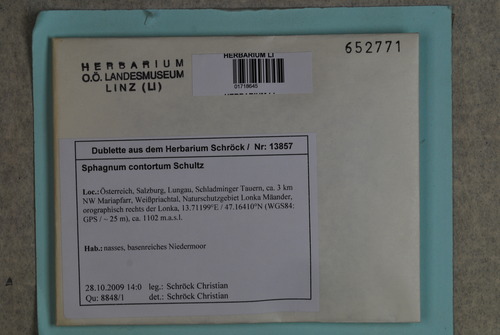 HERBARIUM
O.Ö. LANDESMUSEUM
LINZ (LI)
HERBARIUM LI
01719645
652771
Dublette aus dem Herbarium Schröck / Nr: 13857
Sphagnum contortum Schultz
Loc.: Österreich, Salzburg, Lungau, Schladminger Tauern, ca. 3 km
NW Mariapfarr, Weißpriachtal, Naturschutzgebiet Lonka Mäander,
orographisch rechts der Lonka, 13.71199°E / 47.16410°N (WGS84:
GPS / ~ 25 m), ca. 1102 m.a.s.l.
Hab.: nasses, basenreiches Niedermoor
28.10.2009 14:0 leg.: Schröck Christian
Qu: 8848/1 det.: Schröck Christian